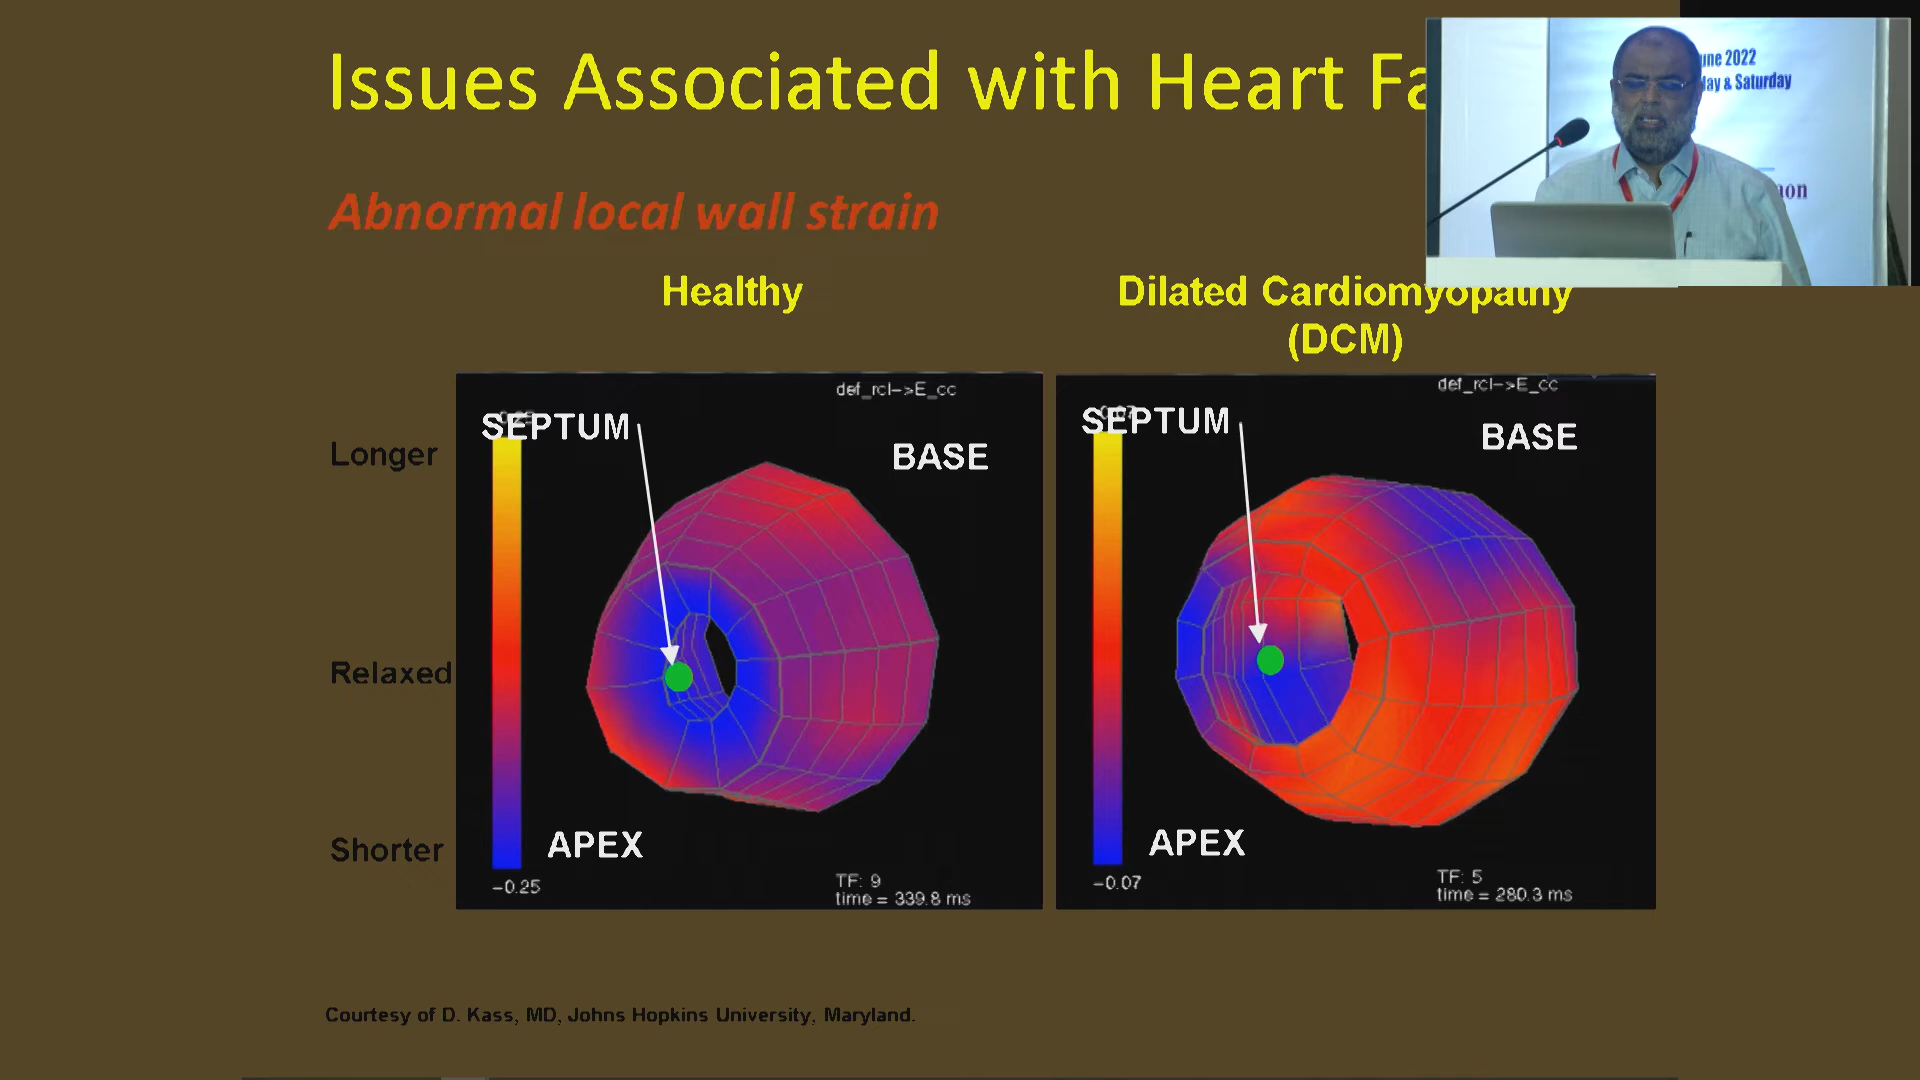 Issues Associated with Heart Fa
June 2022
day & Saturday
Abnormal local wall strain
Healthy
Dilated Cardiomyopathy
(DCM)
def_rcl->E_cc
SEPTUM
BASE
Longer
Relaxed
Shorter
APEX
-0.25
TF: 9
time = 339.8 ms
def_rcl->E_cc
SEPTUM
BASE
APEX
-0.07
TF: 5
time = 280.3 ms
Courtesy of D. Kass, MD, Johns Hopkins University, Maryland.